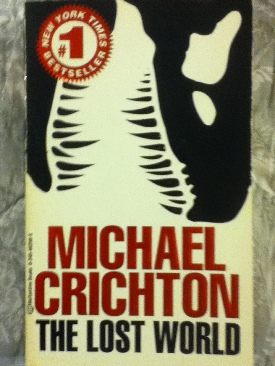 NEW YORK TIMES
#1
BESTSELLER
MICHAEL
CRICHTON
THE LOST WORLD